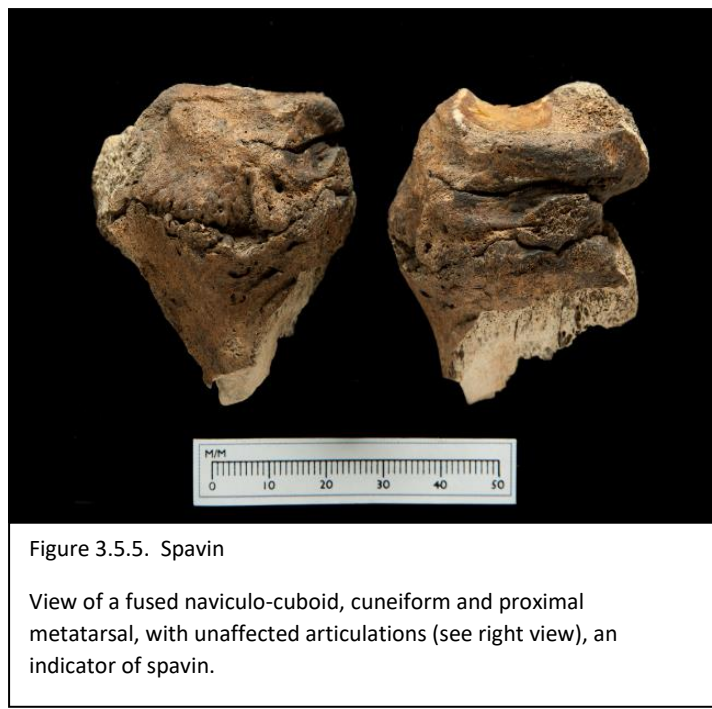 M/M
0 10 20 30 40 50
Figure 3.5.5. Spavin
View of a fused naviculo-cuboid, cuneiform and proximal
metatarsal, with unaffected articulations (see right view), an
indicator of spavin.